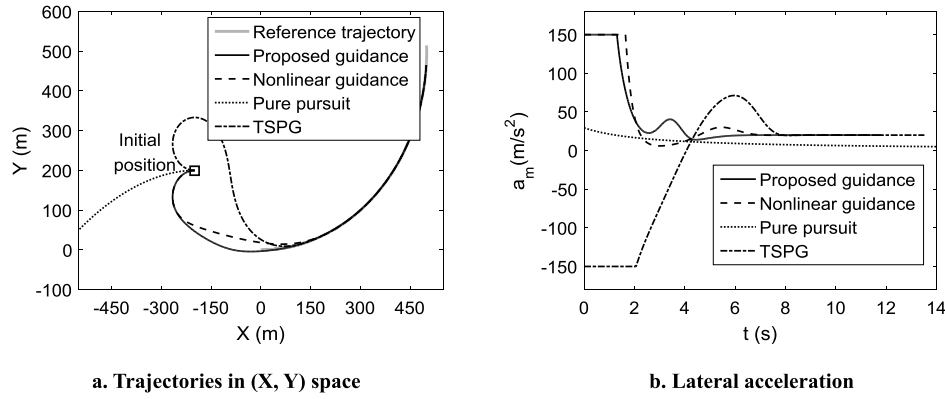 600
500
400
300
200
100
0
-100
Y (m)
-450
-300
-150
0
150
300
450
X (m)
Reference trajectory
Proposed guidance
Nonlinear guidance
Pure pursuit
TSPG
Initial
position
a. Trajectories in (X, Y) space
150
100
50
0
-50
-100
-150
a_m(m/s²)
0
2
4
6
8
10
12
14
t (s)
Proposed guidance
Nonlinear guidance
Pure pursuit
TSPG
b. Lateral acceleration